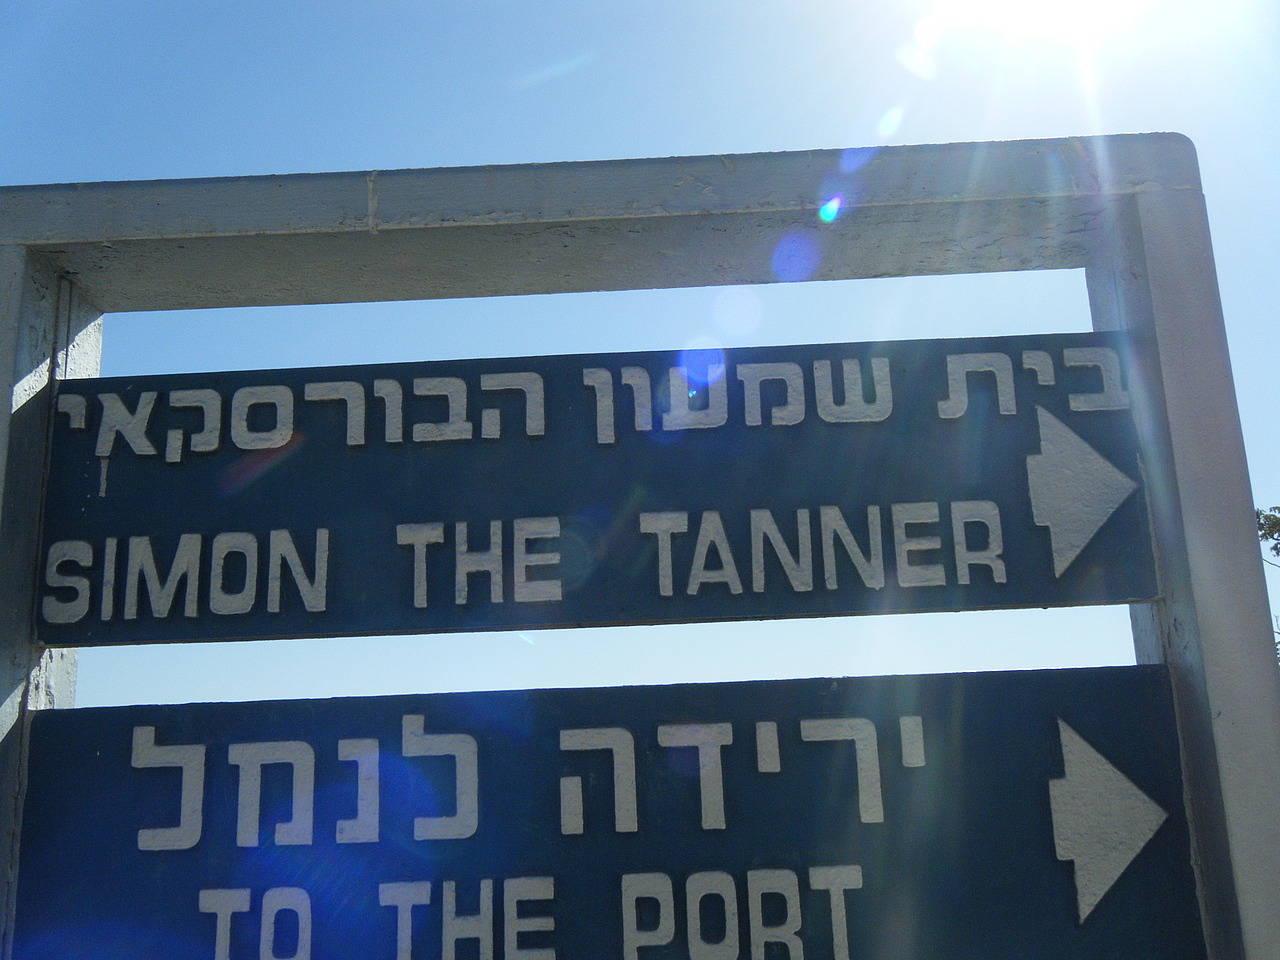 בית שמעון הבורסקאי
SIMON THE TANNER
ירידה לנמל
TO THE PORT